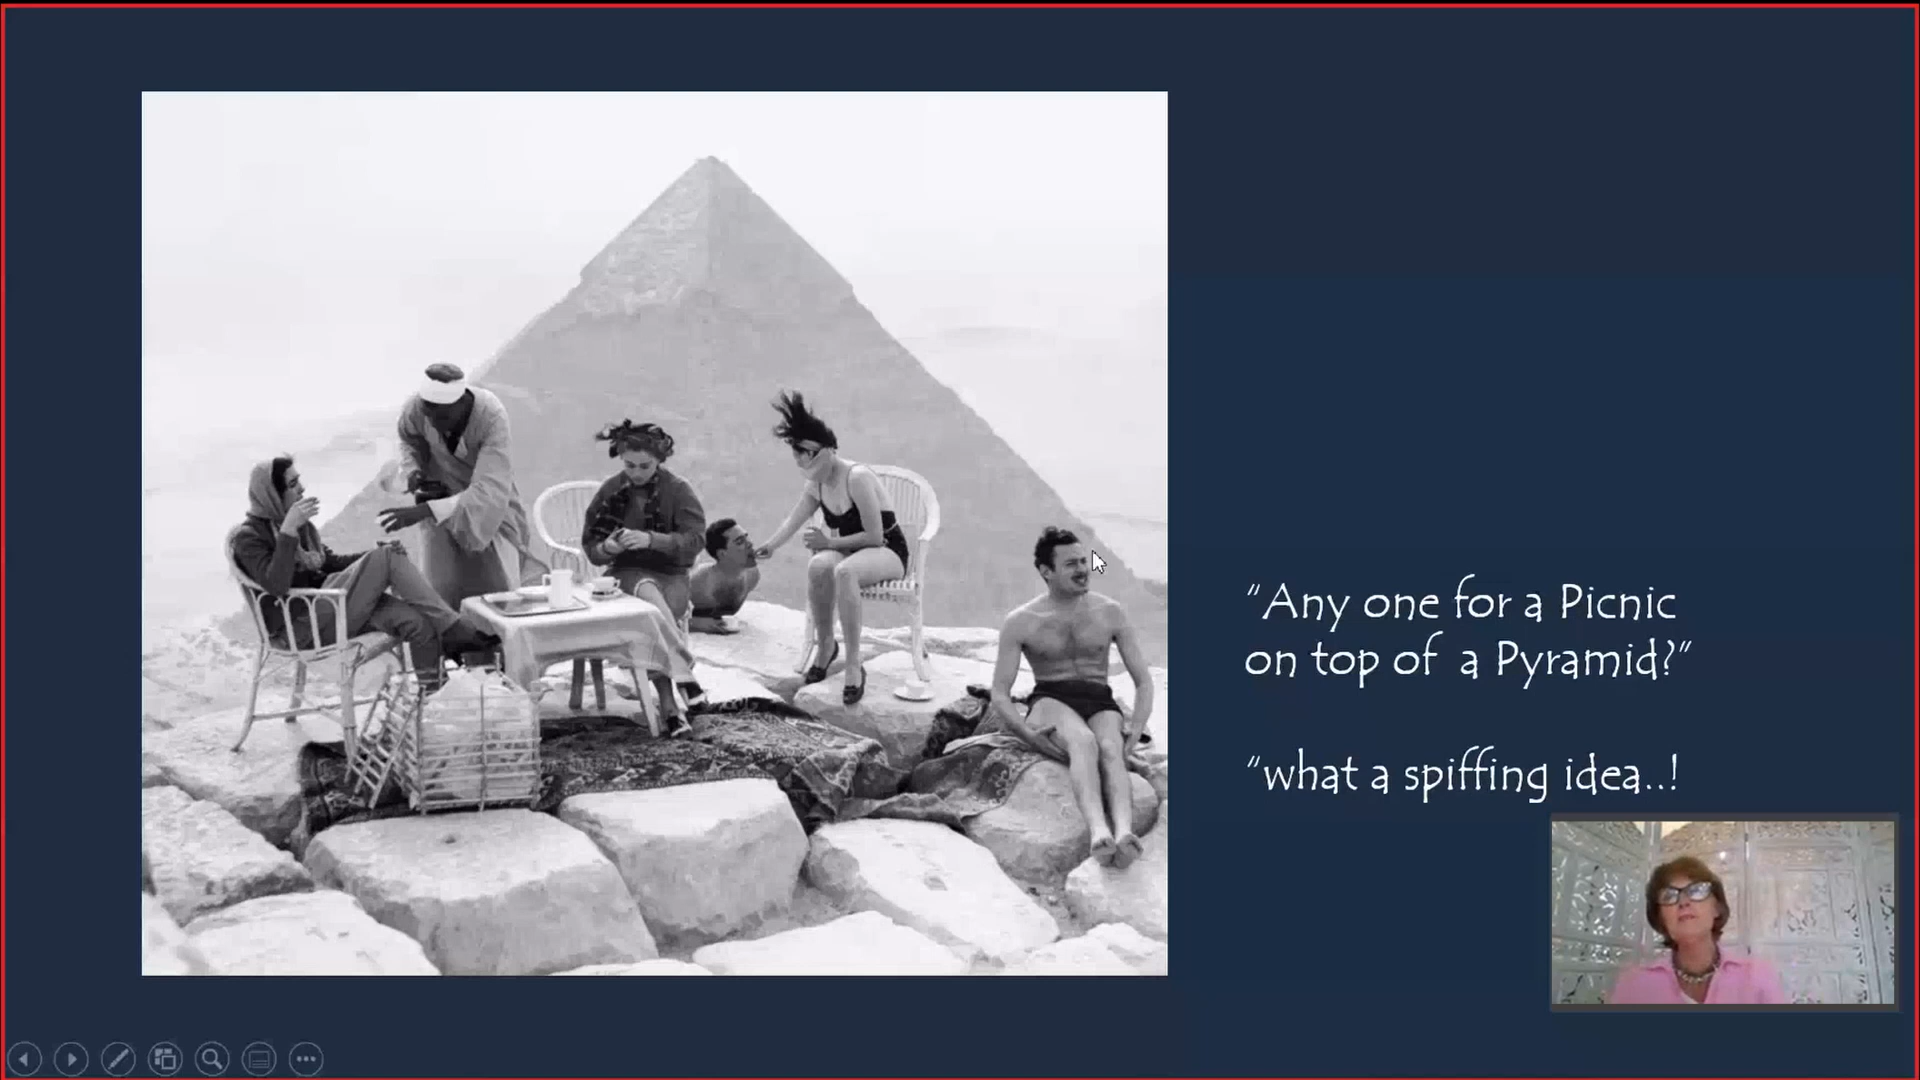 “Any one for a Picnic
on top of a Pyramid?”
“what a spiffing idea..!